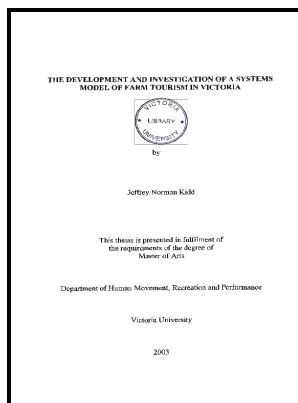 THE DEVELOPMENT AND INVESTIGATION OF A SYSTEMS
MODEL OF FARM TOURISM IN VICTORIA
VICTORIA
★ LIBRARY ★
UNIVERSITY
by
Jeffrey Norman Kidd
This thesis is presented in fulfilment of
the requirements of the degree of
Master of Arts
Department of Human Movement, Recreation and Performance
Victoria University
2003